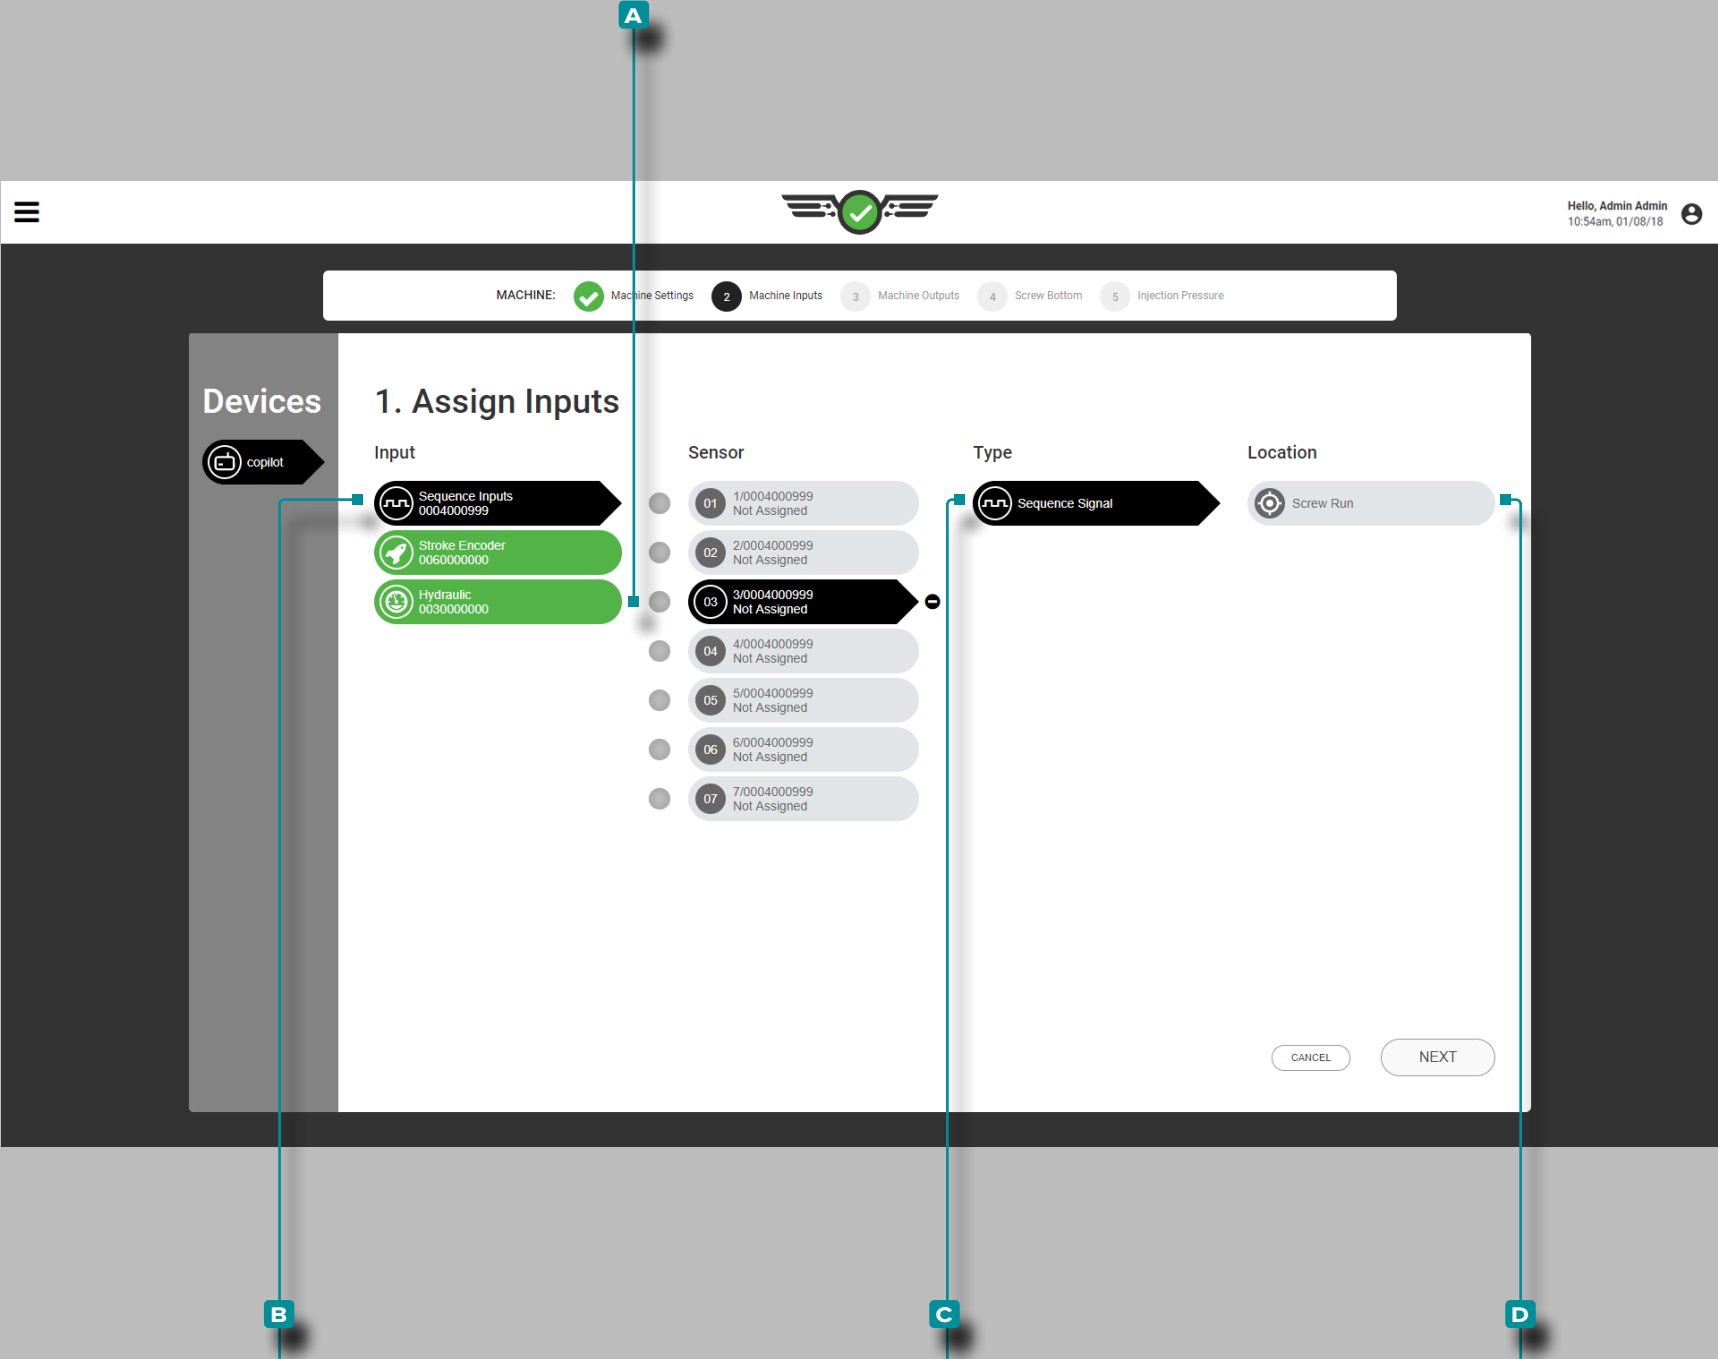 A
Hello, Admin Admin
10:54am, 01/08/18
MACHINE: Machine Settings 2 Machine Inputs 3 Machine Outputs 4 Screw Bottom 5 Injection Pressure
Devices
copilot
1. Assign Inputs
Input
Sequence Inputs
0004000999
Stroke Encoder
0060000000
Hydraulic
0030000000
Sensor
01 1/0004000999
Not Assigned
02 2/0004000999
Not Assigned
03 3/0004000999
Not Assigned
04 4/0004000999
Not Assigned
05 5/0004000999
Not Assigned
06 6/0004000999
Not Assigned
07 7/0004000999
Not Assigned
Type
Sequence Signal
Location
Screw Run
CANCEL
NEXT
B
C
D